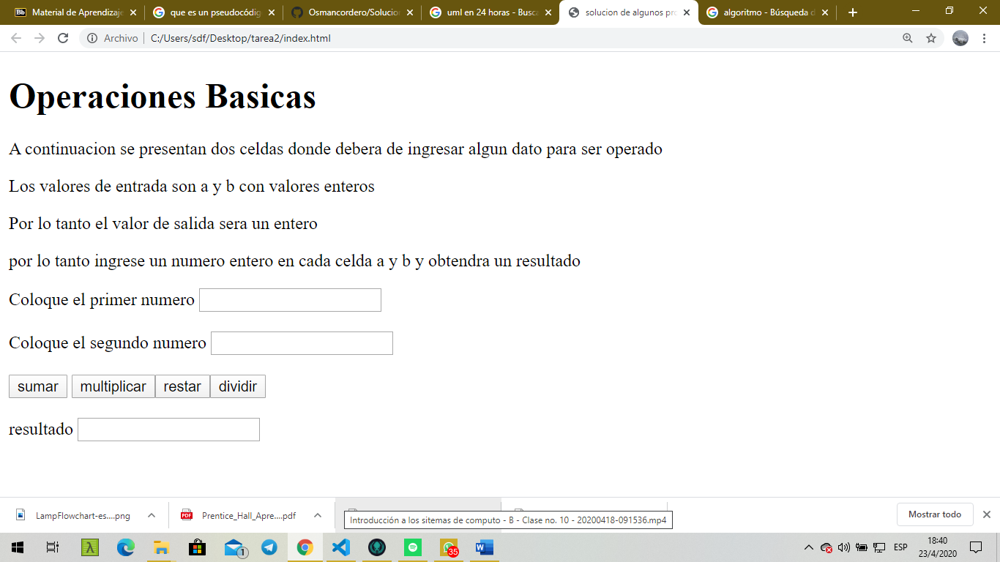 Material de Aprendizaje
que es un pseudocódig
Osmancordero/Solucion
uml en 24 horas - Busca
solucion de algunos pro
algoritmo - Búsqueda d
Archivo
C:/Users/sdf/Desktop/tarea2/index.html
Operaciones Basicas
A continuacion se presentan dos celdas donde debera de ingresar algun dato para ser operado
Los valores de entrada son a y b con valores enteros
Por lo tanto el valor de salida sera un entero
por lo tanto ingrese un numero entero en cada celda a y b y obtendra un resultado
Coloque el primer numero
Coloque el segundo numero
sumar multiplicar restar dividir
resultado
LampFlowchart-es....png
PDF
Prentice_Hall_Apre....pdf
Introducción a los sitemas de computo - B - Clase no. 10 - 20200418-091536.mp4
Mostrar todo
1
35
ESP
18:40
23/4/2020